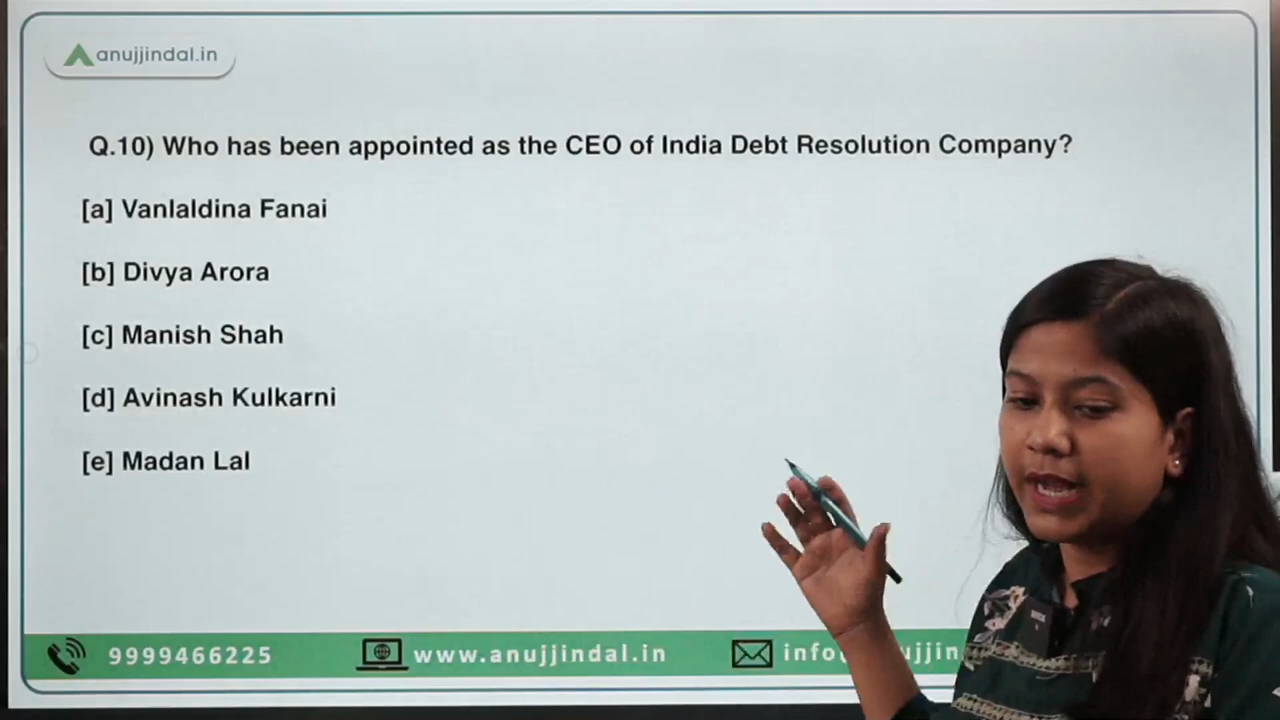 anujjindal.in
Q.10) Who has been appointed as the CEO of India Debt Resolution Company?
[a] Vanlaldina Fanai
[b] Divya Arora
[c] Manish Shah
[d] Avinash Kulkarni
[e] Madan Lal
9999466225 www.anujjindal.in